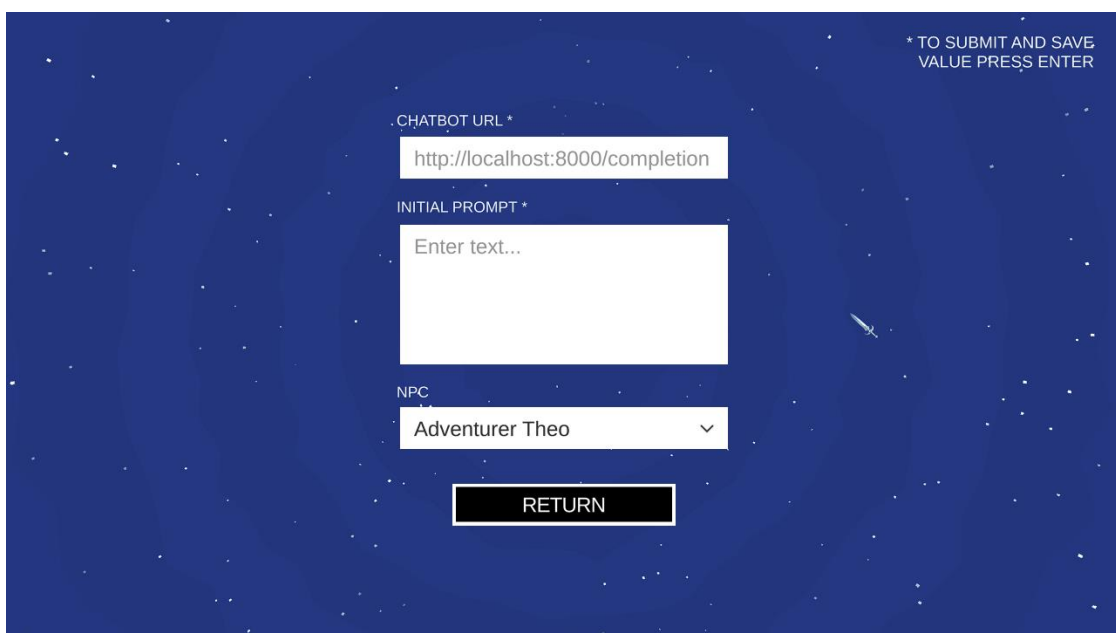 * TO SUBMIT AND SAVE
VALUE PRESS ENTER
CHATBOT URL *
http://localhost:8000/completion
INITIAL PROMPT *
Enter text...
NPC
Adventurer Theo
RETURN